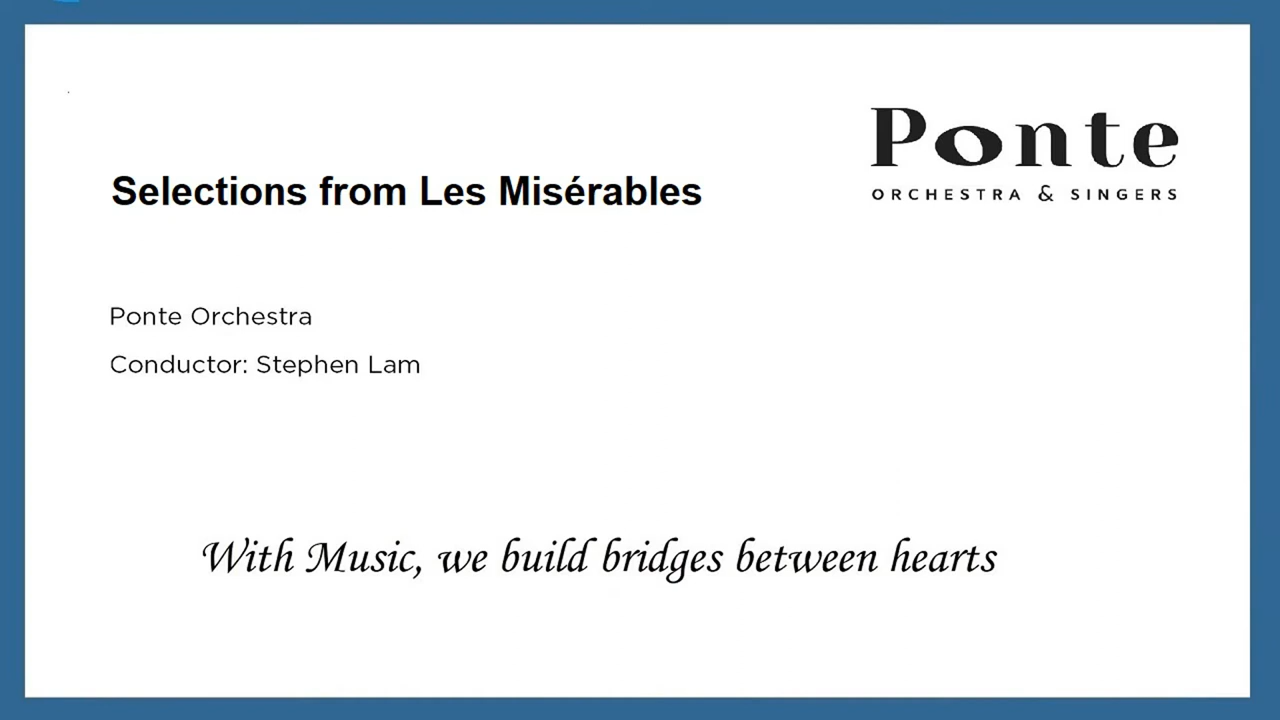 Ponte
ORCHESTRA & SINGERS
Selections from Les Misérables
Ponte Orchestra
Conductor: Stephen Lam
With Music, we build bridges between hearts